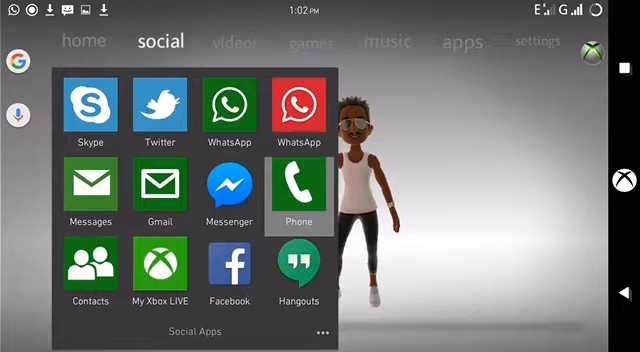 1:02 PM
E
G
home social videos games music apps settings
G
Skype Twitter WhatsApp WhatsApp
Messages Gmail Messenger Phone
Contacts My Xbox LIVE Facebook Hangouts
Social Apps